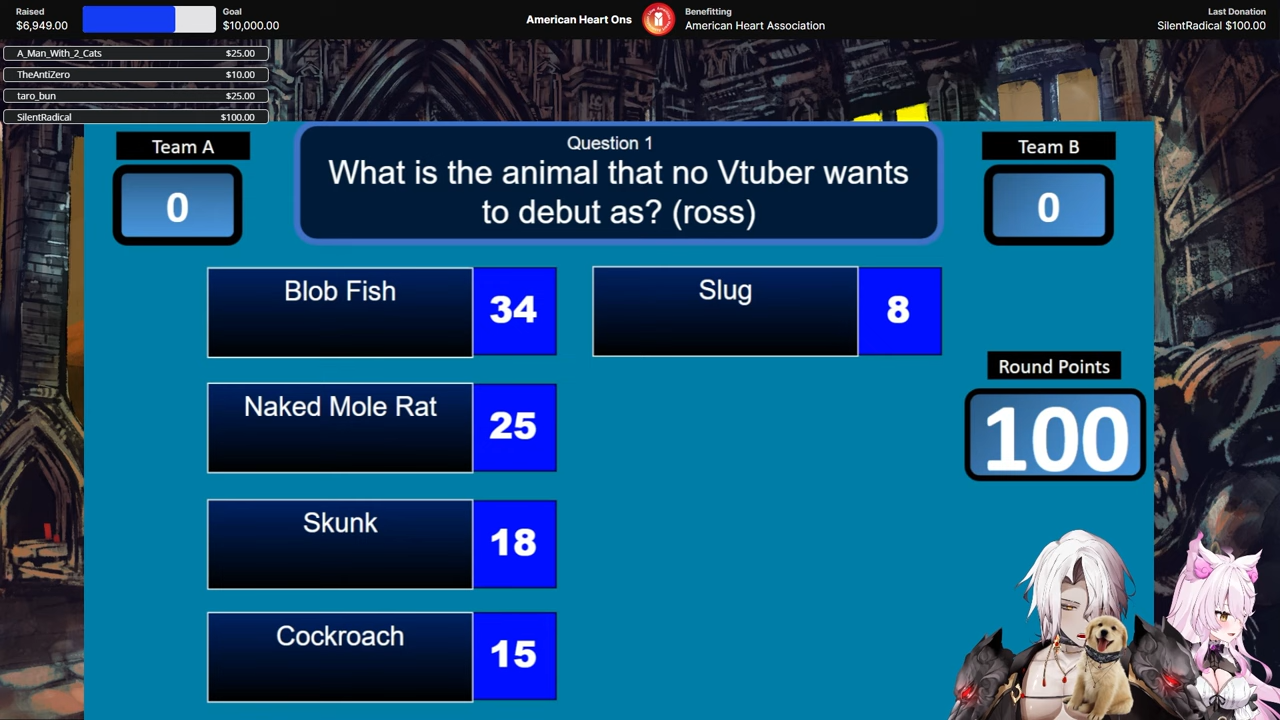 Raised
$6,949.00
Goal
$10,000.00
American Heart Ons
Benefitting
American Heart Association
Last Donation
SilentRadical $100.00
A_Man_With_2_Cats $25.00
TheAntiZero $10.00
taro_bun $25.00
SilentRadical $100.00
Team A
0
Question 1
What is the animal that no Vtuber wants
to debut as? (ross)
Team B
0
Blob Fish 34
Slug 8
Naked Mole Rat 25
Round Points
100
Skunk 18
Cockroach 15